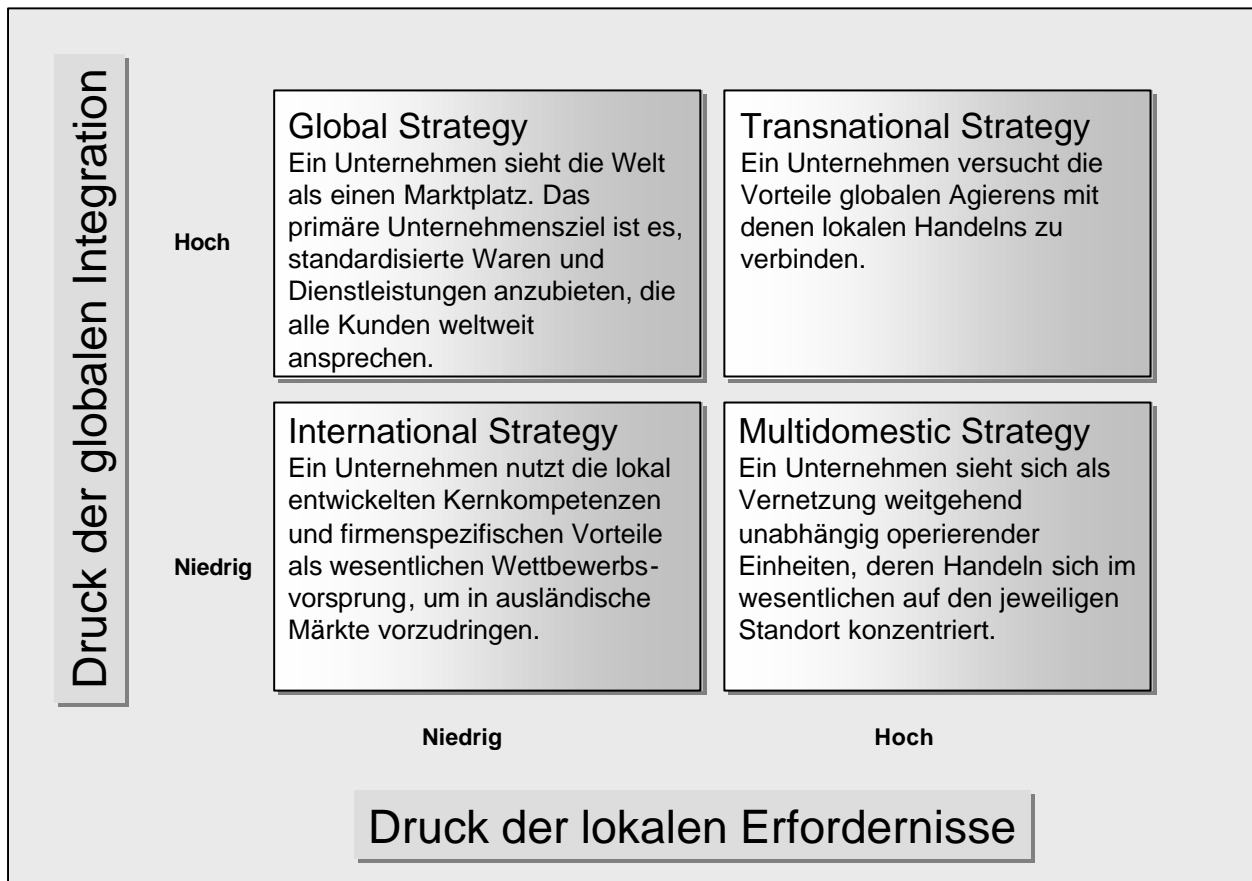 Druck der globalen Integration
Hoch
Global Strategy
Ein Unternehmen sieht die Welt
als einen Marktplatz. Das
primäre Unternehmensziel ist es,
standardisierte Waren und
Dienstleistungen anzubieten, die
alle Kunden weltweit
ansprechen.
Transnational Strategy
Ein Unternehmen versucht die
Vorteile globalen Agierens mit
denen lokalen Handelns zu
verbinden.
Niedrig
International Strategy
Ein Unternehmen nutzt die lokal
entwickelten Kernkompetenzen
und firmenspezifischen Vorteile
als wesentlichen Wettbewerbs-
vorsprung, um in ausländische
Märkte vorzudringen.
Multidomestic Strategy
Ein Unternehmen sieht sich als
Vernetzung weitgehend
unabhängig operierender
Einheiten, deren Handeln sich im
wesentlichen auf den jeweiligen
Standort konzentriert.
Niedrig
Hoch
Druck der lokalen Erfordernisse